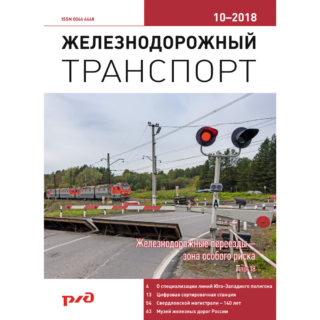 ISSN 0044 4448
10–2018
ЖЕЛЕЗНОДОРОЖНЫЙ
ТРАНСПОРТ
Железнодорожные переезды –
зона особого риска
стр. 18
4 О специализации линий Юго-Западного полигона
13 Цифровая сортировочная станция
54 Свердловской магистрали – 140 лет
63 Музей железных дорог России
РЖД